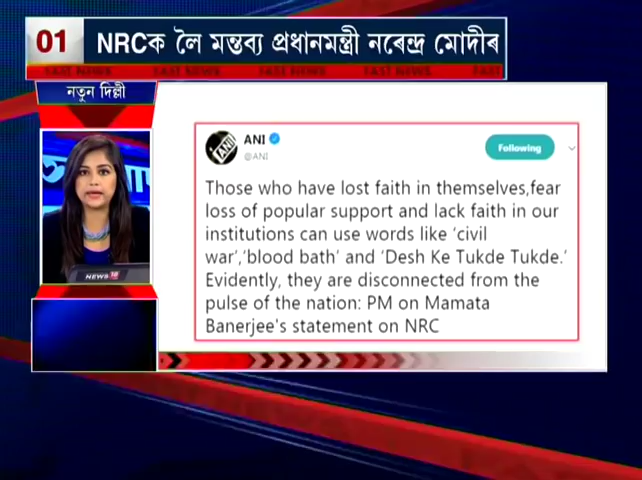 01 NRCক লৈ মন্তব্য প্ৰধানমন্ত্ৰী নৰেন্দ্ৰ মোদীৰ
FAST NEWS FAST NEWS FAST NEWS FAST NEWS FAST
নতুন দিল্লী
ANI
@ANI
Following
Those who have lost faith in themselves,fear
loss of popular support and lack faith in our
institutions can use words like ‘civil
war’,‘blood bath’ and ‘Desh Ke Tukde Tukde.’
Evidently, they are disconnected from the
pulse of the nation: PM on Mamata
Banerjee's statement on NRC
NEWS18